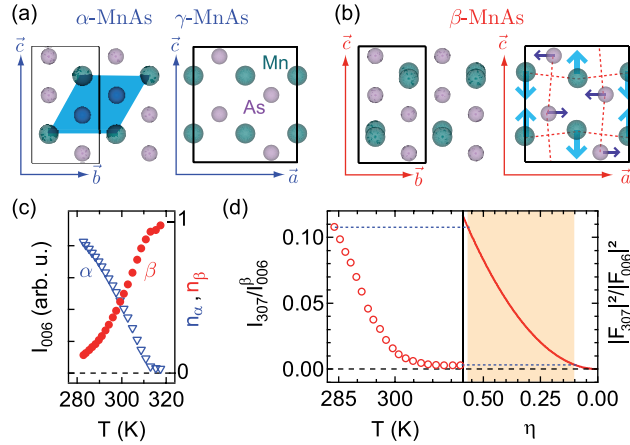 (a) α-MnAs γ-MnAs
c⃗ c⃗
Mn
As
b⃗ a⃗
(b) β-MnAs
c⃗ c⃗
b⃗ a⃗
(c)
I006 (arb. u.)
α β
1
0
nα, nβ
280 300 320
T (K)
(d)
I307/Iβ006
0.10
0.05
0.00
285 300
T (K)
0.50 0.25 0.00
η
|F307|²/|F006|²